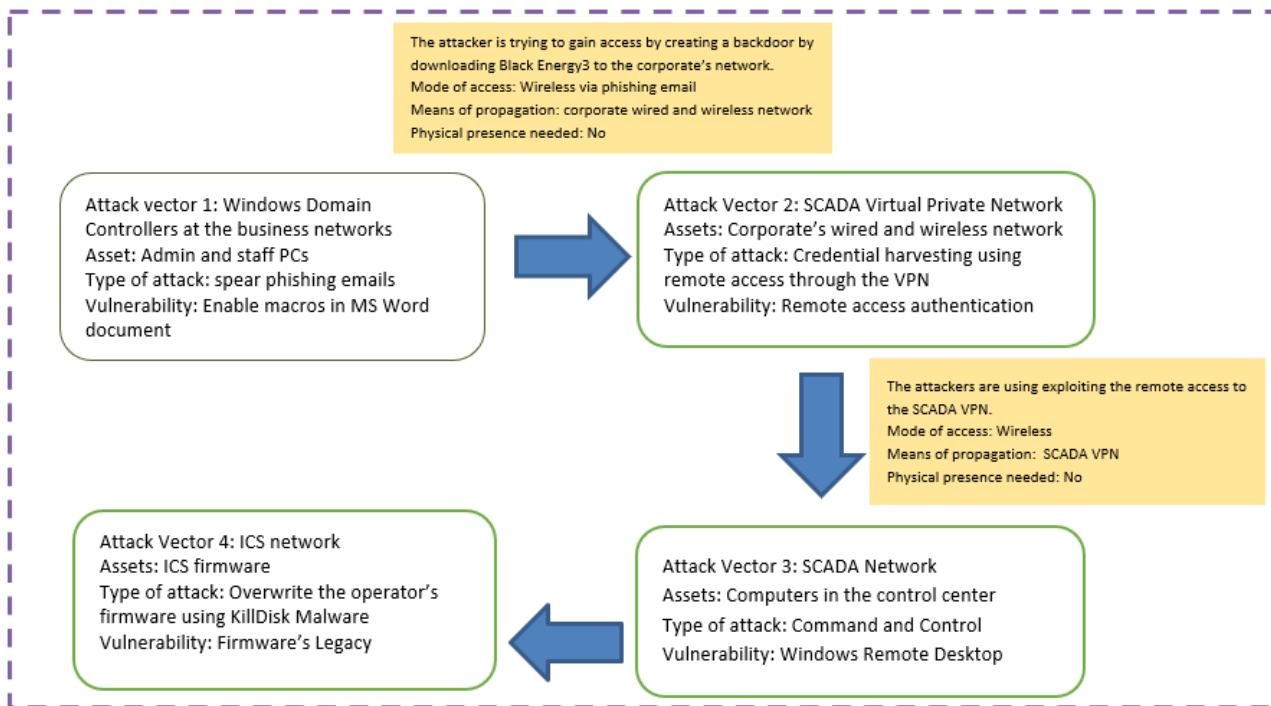 The attacker is trying to gain access by creating a backdoor by
downloading Black Energy3 to the corporate's network.
Mode of access: Wireless via phishing email
Means of propagation: corporate wired and wireless network
Physical presence needed: No
Attack vector 1: Windows Domain
Controllers at the business networks
Asset: Admin and staff PCs
Type of attack: spear phishing emails
Vulnerability: Enable macros in MS Word
document
Attack Vector 2: SCADA Virtual Private Network
Assets: Corporate's wired and wireless network
Type of attack: Credential harvesting using
remote access through the VPN
Vulnerability: Remote access authentication
The attackers are using exploiting the remote access to
the SCADA VPN.
Mode of access: Wireless
Means of propagation: SCADA VPN
Physical presence needed: No
Attack Vector 3: SCADA Network
Assets: Computers in the control center
Type of attack: Command and Control
Vulnerability: Windows Remote Desktop
Attack Vector 4: ICS network
Assets: ICS firmware
Type of attack: Overwrite the operator's
firmware using KillDisk Malware
Vulnerability: Firmware's Legacy